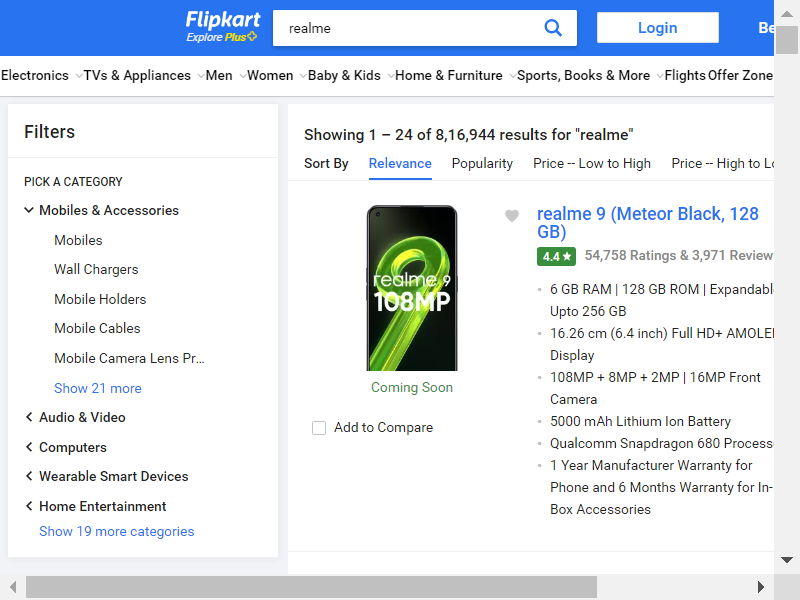 Flipkart
Explore Plus
realme
Login
Electronics
TVs & Appliances
Men
Women
Baby & Kids
Home & Furniture
Sports, Books & More
Flights
Offer Zone
Filters
PICK A CATEGORY
Mobiles & Accessories
Mobiles
Wall Chargers
Mobile Holders
Mobile Cables
Mobile Camera Lens Pr...
Show 21 more
Audio & Video
Computers
Wearable Smart Devices
Home Entertainment
Show 19 more categories
Showing 1 – 24 of 8,16,944 results for "realme"
Sort By
Relevance
Popularity
Price -- Low to High
Price -- High to
realme 9
108MP
Coming Soon
Add to Compare
realme 9 (Meteor Black, 128
GB)
4.4 ★
54,758 Ratings & 3,971 Review
6 GB RAM | 128 GB ROM | Expandabl
Upto 256 GB
16.26 cm (6.4 inch) Full HD+ AMOLE
Display
108MP + 8MP + 2MP | 16MP Front
Camera
5000 mAh Lithium Ion Battery
Qualcomm Snapdragon 680 Process
1 Year Manufacturer Warranty for
Phone and 6 Months Warranty for In-
Box Accessories